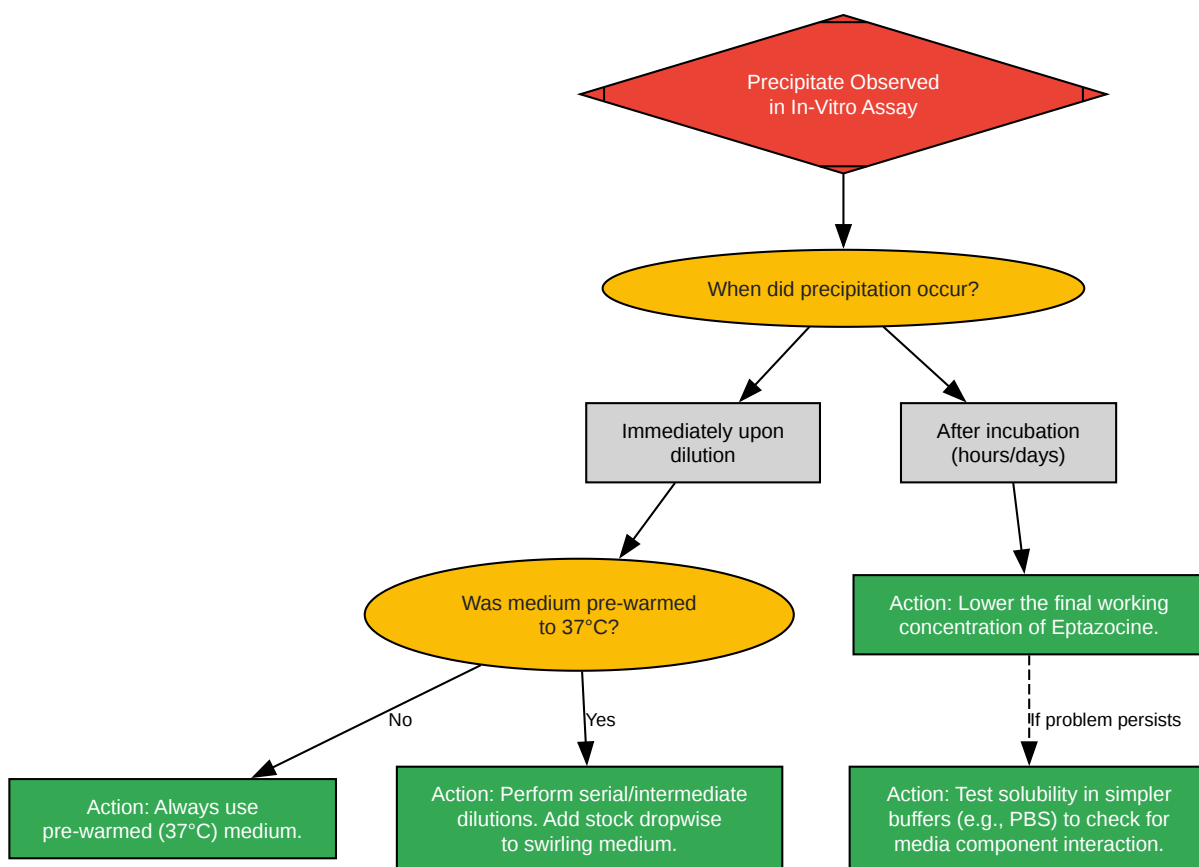 Precipitate Observed
in In-Vitro Assay
When did precipitation occur?
Immediately upon
dilution
After incubation
(hours/days)
Was medium pre-warmed
to 37°C?
Action: Lower the final working
concentration of Eptazocine.
No
Yes
If problem persists
Action: Always use
pre-warmed (37°C) medium.
Action: Perform serial/intermediate
dilutions. Add stock dropwise
to swirling medium.
Action: Test solubility in simpler
buffers (e.g., PBS) to check for
media component interaction.